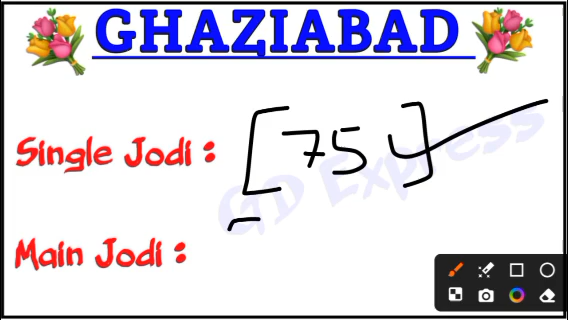 GHAZIABAD
Single Jodi : [75]
GD Express
Main Jodi :